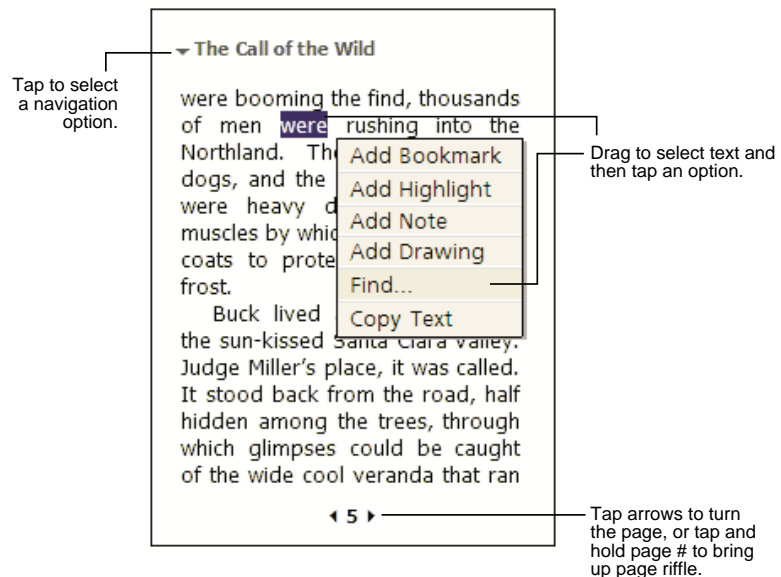 The Call of the Wild
Tap to select
a navigation
option.
were booming the find, thousands
of men were rushing into the
Northland. The
dogs, and the
were heavy d
muscles by whic
coats to prote
frost.
Buck lived
the sun-kissed Santa Clara Valley.
Judge Miller's place, it was called.
It stood back from the road, half
hidden among the trees, through
which glimpses could be caught
of the wide cool veranda that ran
Add Bookmark
Add Highlight
Add Note
Add Drawing
Find...
Copy Text
Drag to select text and
then tap an option.
5
Tap arrows to turn
the page, or tap and
hold page # to bring
up page riffle.